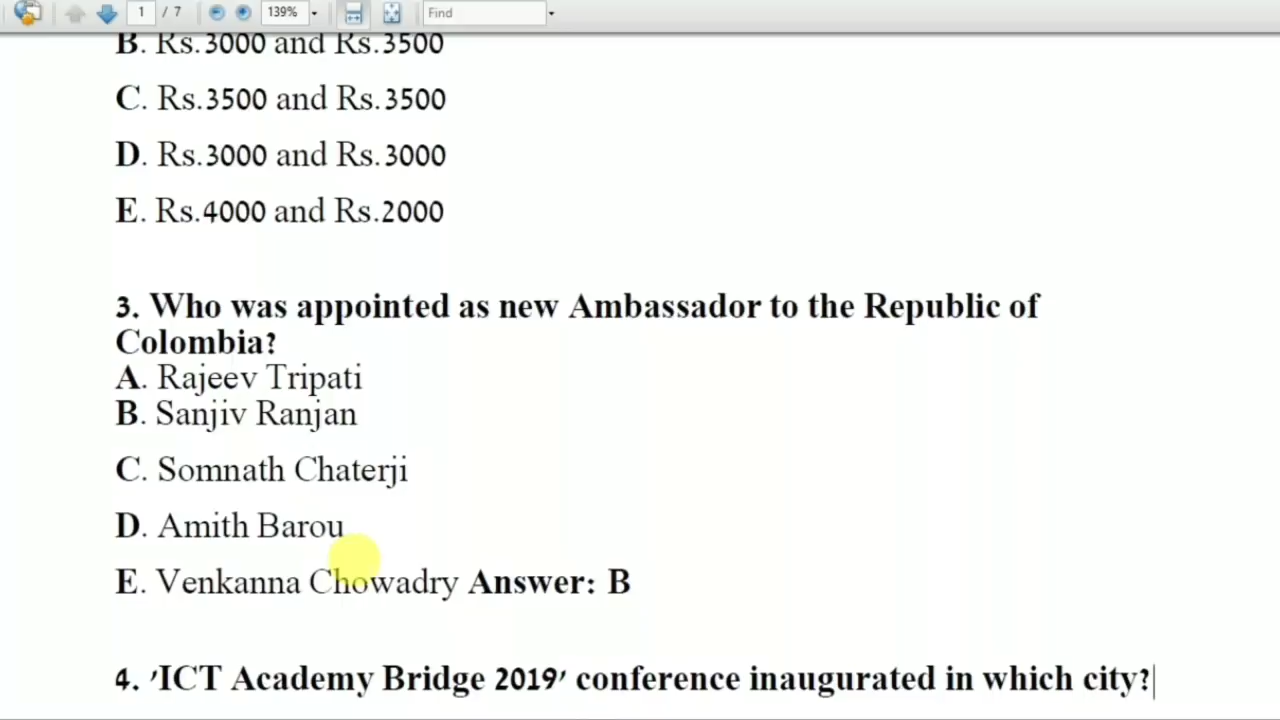 1 / 7 139% Find
B. Rs.3000 and Rs.3500
C. Rs.3500 and Rs.3500
D. Rs.3000 and Rs.3000
E. Rs.4000 and Rs.2000
3. Who was appointed as new Ambassador to the Republic of
Colombia?
A. Rajeev Tripati
B. Sanjiv Ranjan
C. Somnath Chaterji
D. Amith Barou
E. Venkanna Chowadry Answer: B
4. 'ICT Academy Bridge 2019' conference inaugurated in which city?